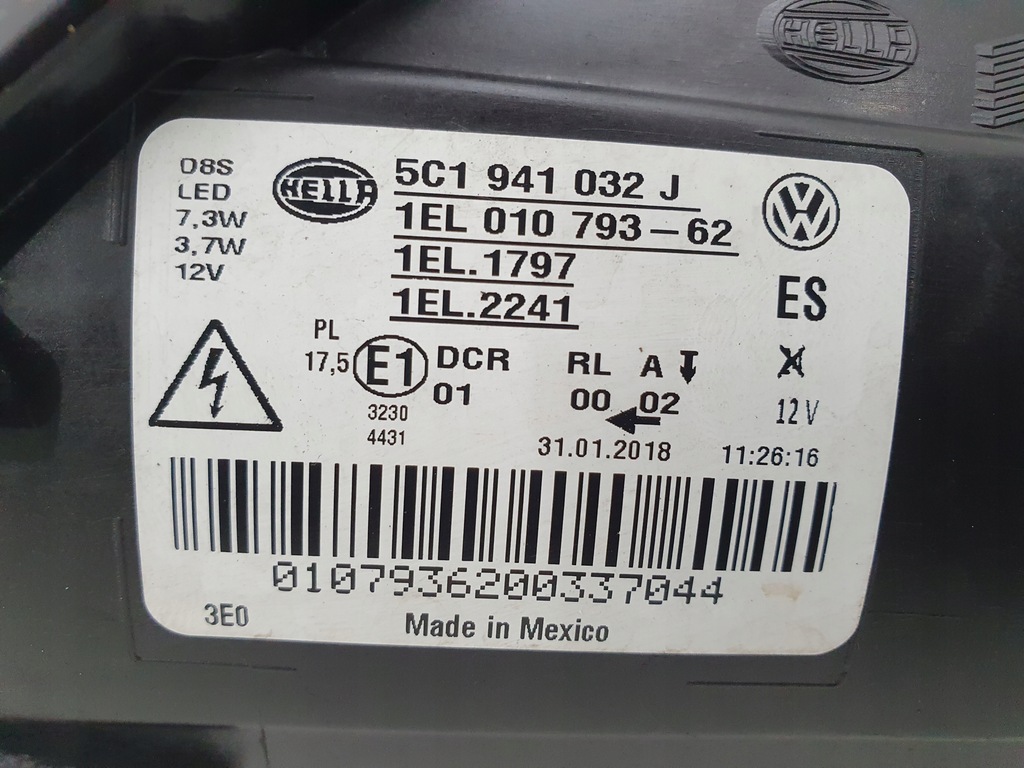 HELLA
D8S
LED
7,3W
3,7W
12V
HELLA
5C1 941 032 J
1EL 010 793-62
1EL.1797
1EL.2241
ES
PL
17,5
E1
DCR
01
3230
4431
RL A
00 02
X
12V
31.01.2018 11:26:16
0107936200337044
3E0
Made in Mexico